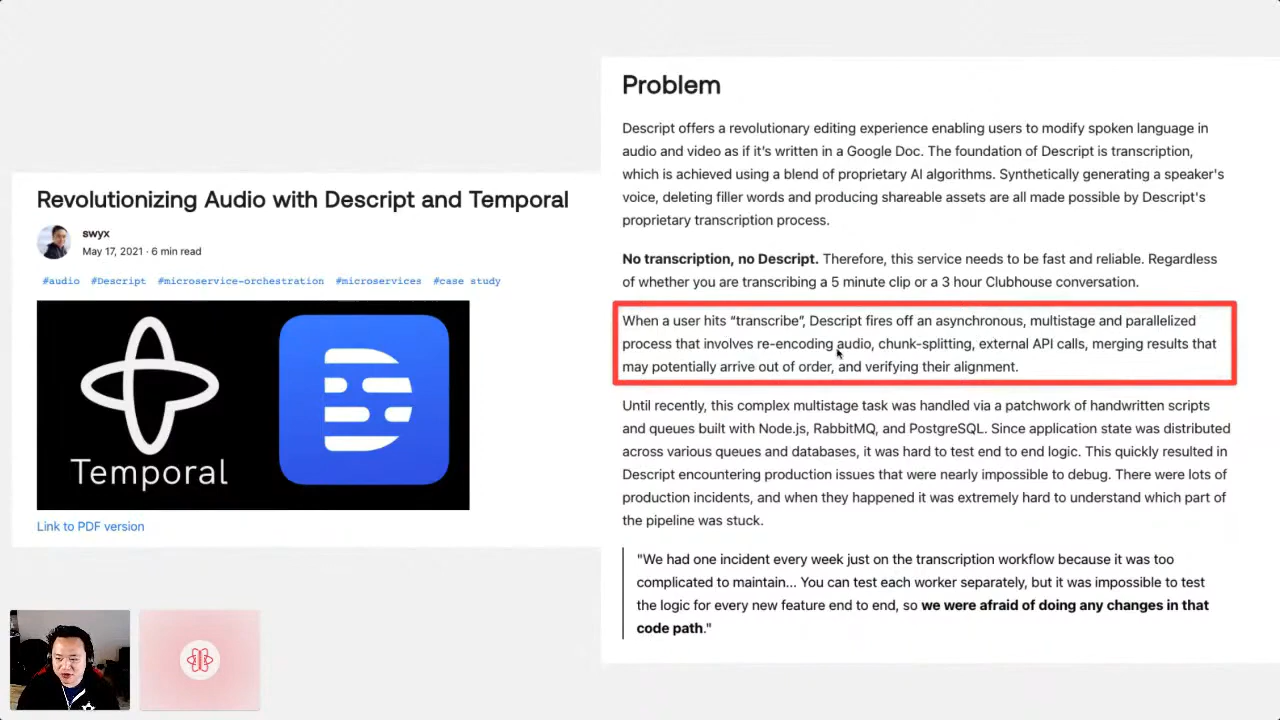 Revolutionizing Audio with Descript and Temporal
swyx
May 17, 2021 · 6 min read
#audio #Descript #microservice-orchestration #microservices #case study
Temporal
Link to PDF version
Problem
Descript offers a revolutionary editing experience enabling users to modify spoken language in
audio and video as if it's written in a Google Doc. The foundation of Descript is transcription,
which is achieved using a blend of proprietary AI algorithms. Synthetically generating a speaker's
voice, deleting filler words and producing shareable assets are all made possible by Descript's
proprietary transcription process.
No transcription, no Descript. Therefore, this service needs to be fast and reliable. Regardless
of whether you are transcribing a 5 minute clip or a 3 hour Clubhouse conversation.
When a user hits “transcribe”, Descript fires off an asynchronous, multistage and parallelized
process that involves re-encoding audio, chunk-splitting, external API calls, merging results that
may potentially arrive out of order, and verifying their alignment.
Until recently, this complex multistage task was handled via a patchwork of handwritten scripts
and queues built with Node.js, RabbitMQ, and PostgreSQL. Since application state was distributed
across various queues and databases, it was hard to test end to end logic. This quickly resulted in
Descript encountering production issues that were nearly impossible to debug. There were lots of
production incidents, and when they happened it was extremely hard to understand which part of
the pipeline was stuck.
"We had one incident every week just on the transcription workflow because it was too
complicated to maintain... You can test each worker separately, but it was impossible to test
the logic for every new feature end to end, so we were afraid of doing any changes in that
code path."